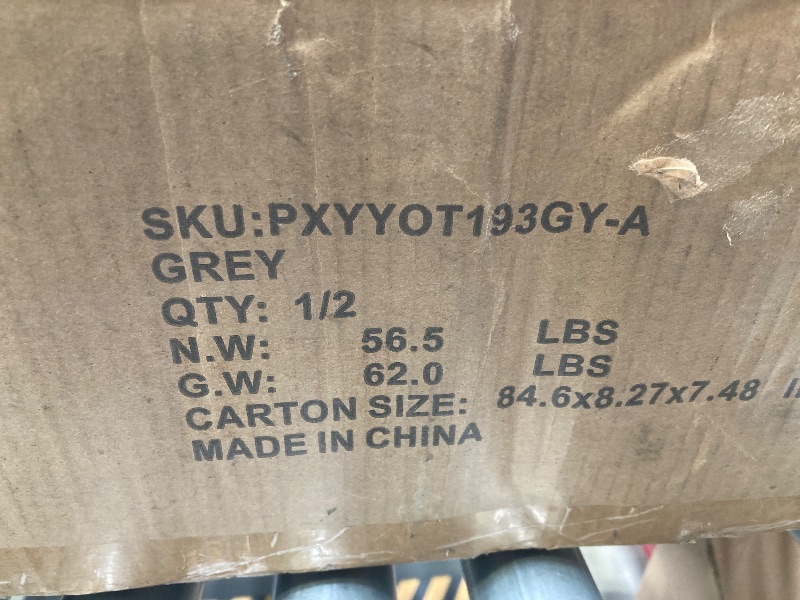 SKU:PXYYOT193GY-A
GREY
QTY: 1/2
N.W: 56.5 LBS
G.W: 62.0 LBS
CARTON SIZE: 84.6x8.27x7.48
MADE IN CHINA